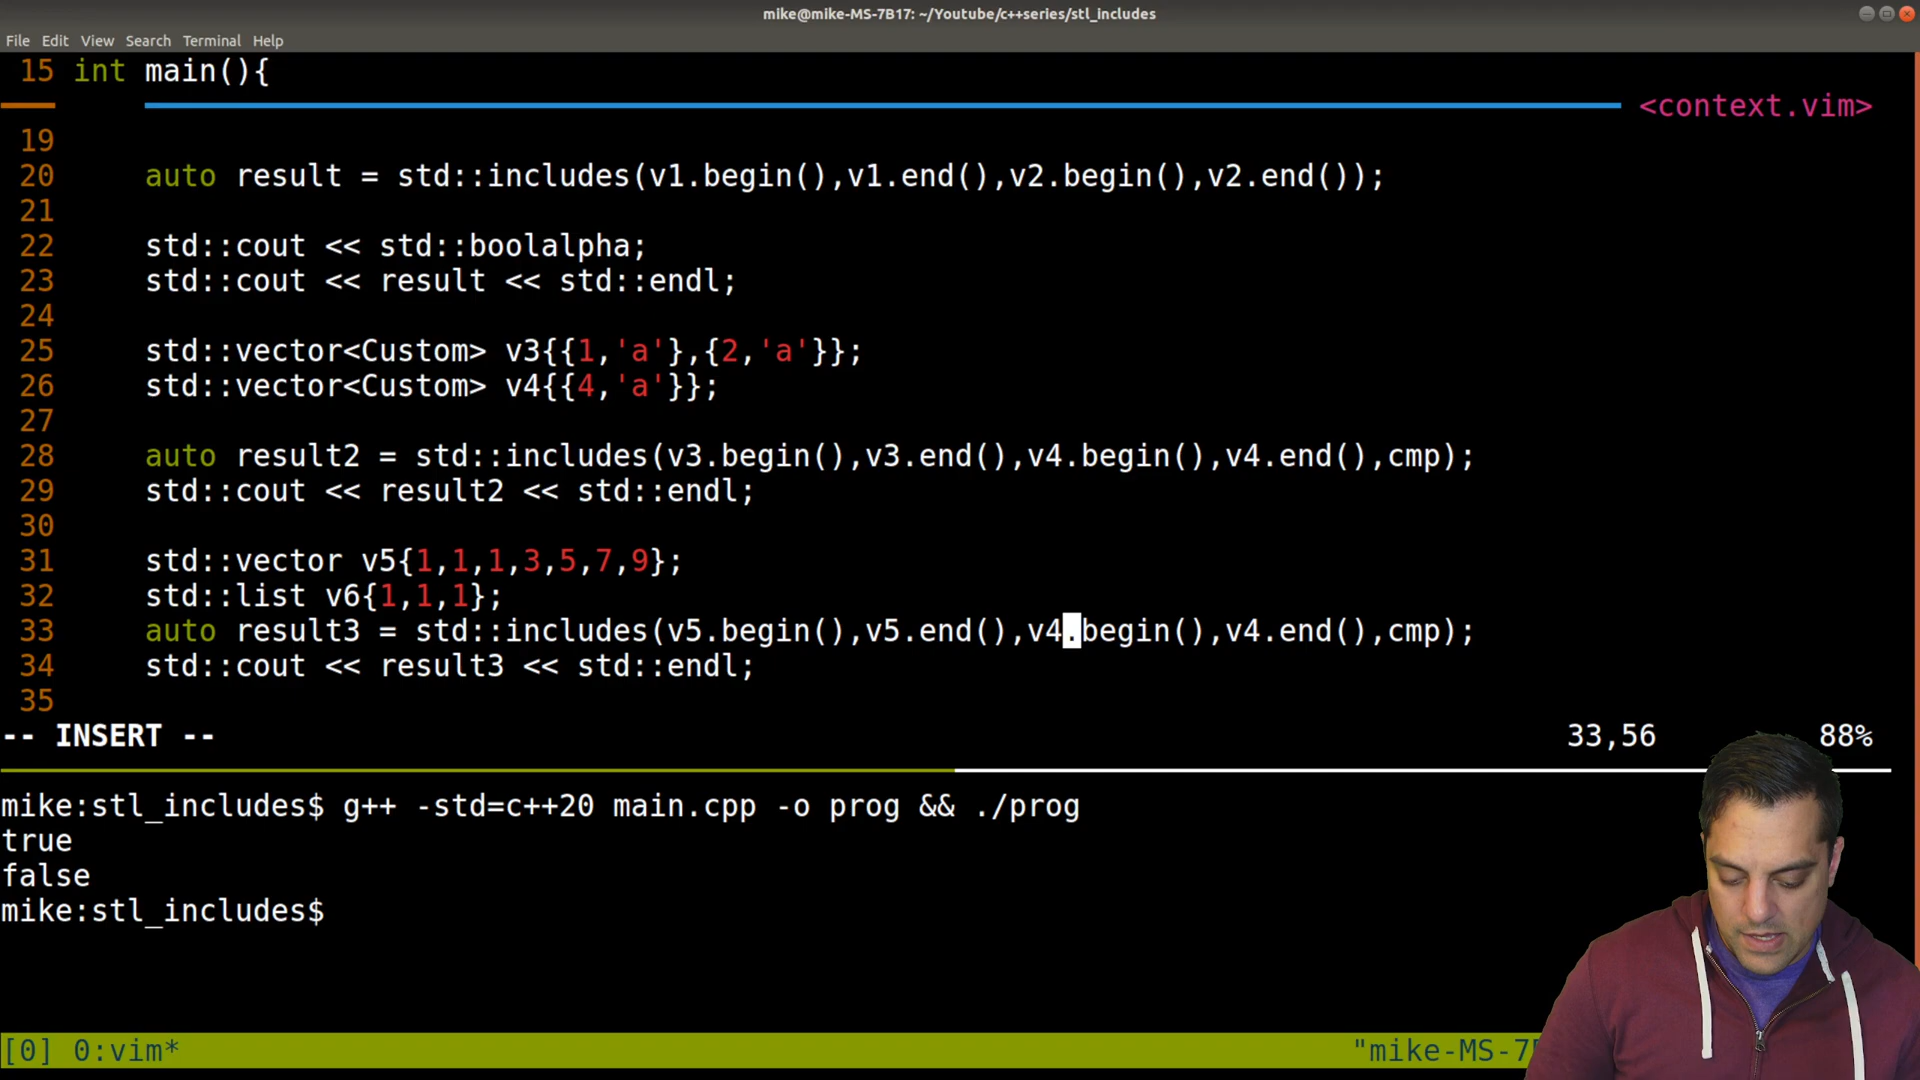 mike@mike-MS-7B17: ~/Youtube/c++series/stl_includes
File Edit View Search Terminal Help
15 int main(){
<context.vim>
19
20 auto result = std::includes(v1.begin(),v1.end(),v2.begin(),v2.end());
21
22 std::cout << std::boolalpha;
23 std::cout << result << std::endl;
24
25 std::vector<Custom> v3{{1,'a'},{2,'a'}};
26 std::vector<Custom> v4{{4,'a'}};
27
28 auto result2 = std::includes(v3.begin(),v3.end(),v4.begin(),v4.end(),cmp);
29 std::cout << result2 << std::endl;
30
31 std::vector v5{1,1,1,3,5,7,9};
32 std::list v6{1,1,1};
33 auto result3 = std::includes(v5.begin(),v5.end(),v4.begin(),v4.end(),cmp);
34 std::cout << result3 << std::endl;
35
-- INSERT -- 33,56 88%
mike:stl_includes$ g++ -std=c++20 main.cpp -o prog && ./prog
true
false
mike:stl_includes$
[0] 0:vim* "mike-MS-7